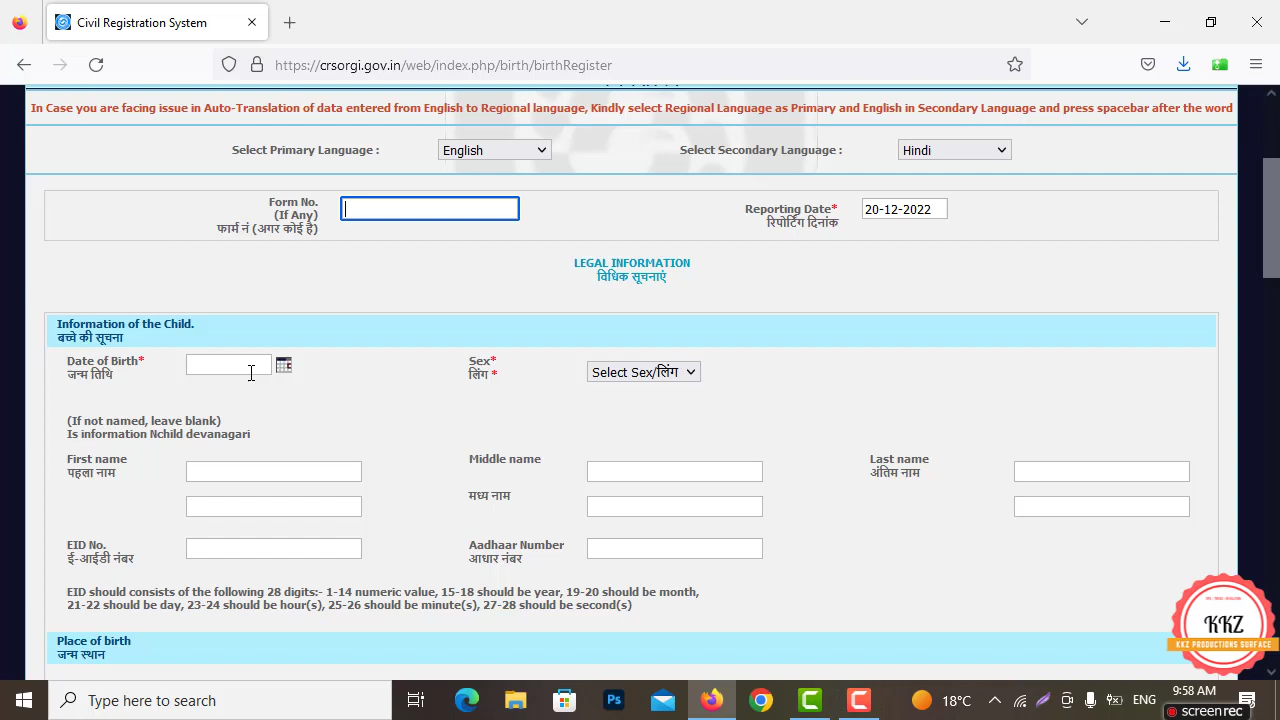 Civil Registration System
https://crsorgi.gov.in/web/index.php/birth/birthRegister
In Case you are facing issue in Auto-Translation of data entered from English to Regional language, Kindly select Regional Language as Primary and English in Secondary Language and press spacebar after the word
Select Primary Language : English Select Secondary Language : Hindi
Form No.
(If Any)
फार्म नं (अगर कोई है)
Reporting Date* 20-12-2022
रिपोर्टिंग दिनांक
LEGAL INFORMATION
विधिक सूचनाएं
Information of the Child.
बच्चे की सूचना
Date of Birth*
जन्म तिथि
Sex*
लिंग *
Select Sex/लिंग
(If not named, leave blank)
Is information Nchild devanagari
First name
पहला नाम
Middle name
मध्य नाम
Last name
अंतिम नाम
EID No.
ई-आईडी नंबर
Aadhaar Number
आधार नंबर
EID should consists of the following 28 digits:- 1-14 numeric value, 15-18 should be year, 19-20 should be month,
21-22 should be day, 23-24 should be hour(s), 25-26 should be minute(s), 27-28 should be second(s)
Place of birth
जन्म स्थान
KKZ
KKZ PRODUCTIONS SURFACE
Type here to search
Ps
18°C
ENG
9:58 AM
screen rec